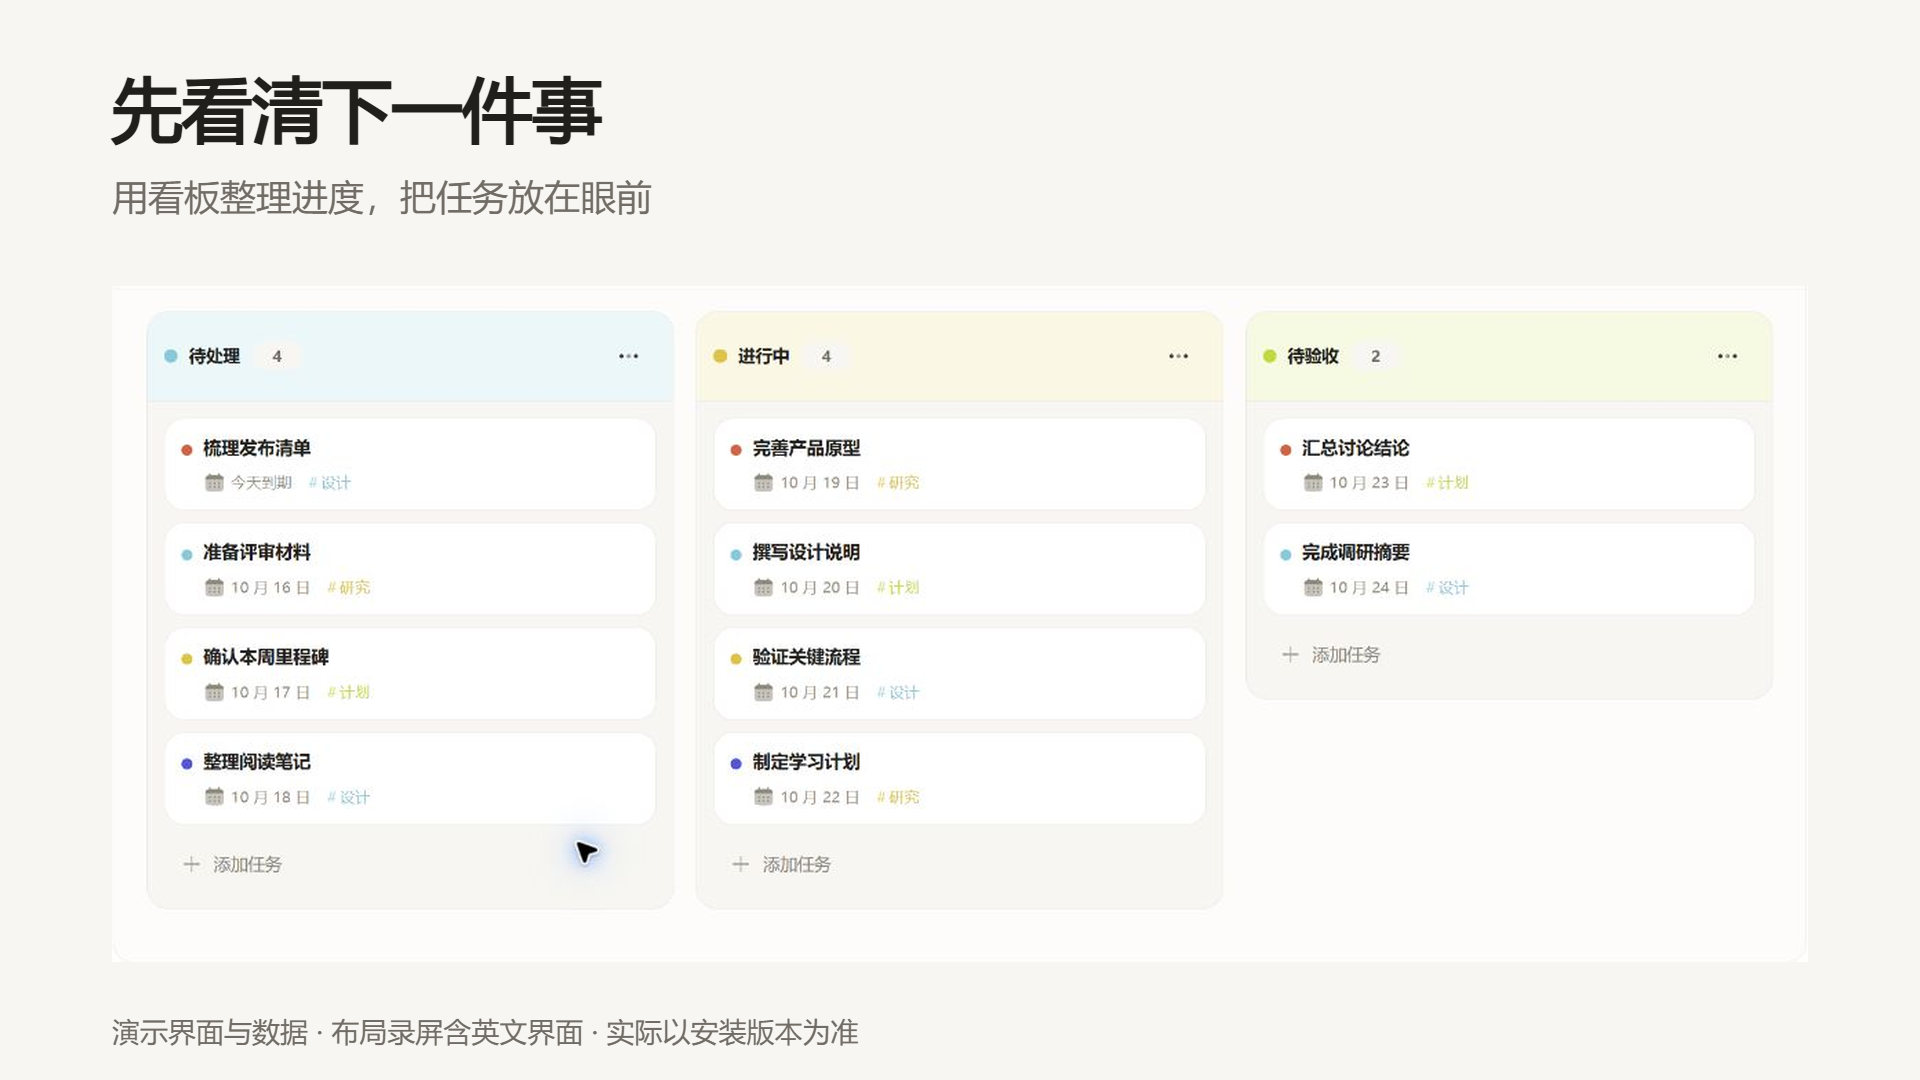 先看清下一件事
用看板整理进度，把任务放在眼前
待处理 4
梳理发布清单
今天到期 #设计
准备评审材料
10 月 16 日 #研究
确认本周里程碑
10 月 17 日 #计划
整理阅读笔记
10 月 18 日 #设计
添加任务
进行中 4
完善产品原型
10 月 19 日 #研究
撰写设计说明
10 月 20 日 #计划
验证关键流程
10 月 21 日 #设计
制定学习计划
10 月 22 日 #研究
添加任务
待验收 2
汇总讨论结论
10 月 23 日 #计划
完成调研摘要
10 月 24 日 #设计
添加任务
演示界面与数据 · 布局录屏含英文界面 · 实际以安装版本为准